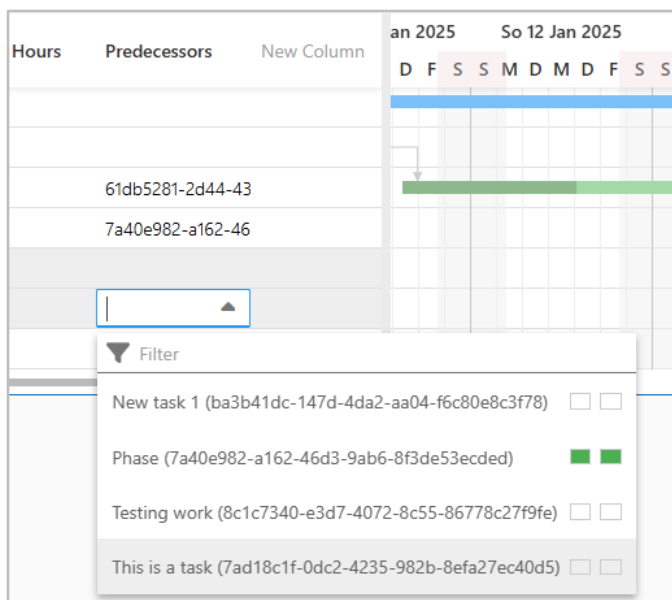 an 2025 So 12 Jan 2025
Hours Predecessors New Column
D F S S M D M D F S S
61db5281-2d44-43
7a40e982-a162-46
Filter
New task 1 (ba3b41dc-147d-4da2-aa04-f6c80e8c3f78)
Phase (7a40e982-a162-46d3-9ab6-8f3de53ecded)
Testing work (8c1c7340-e3d7-4072-8c55-86778c27f9fe)
This is a task (7ad18c1f-0dc2-4235-982b-8efa27ec40d5)